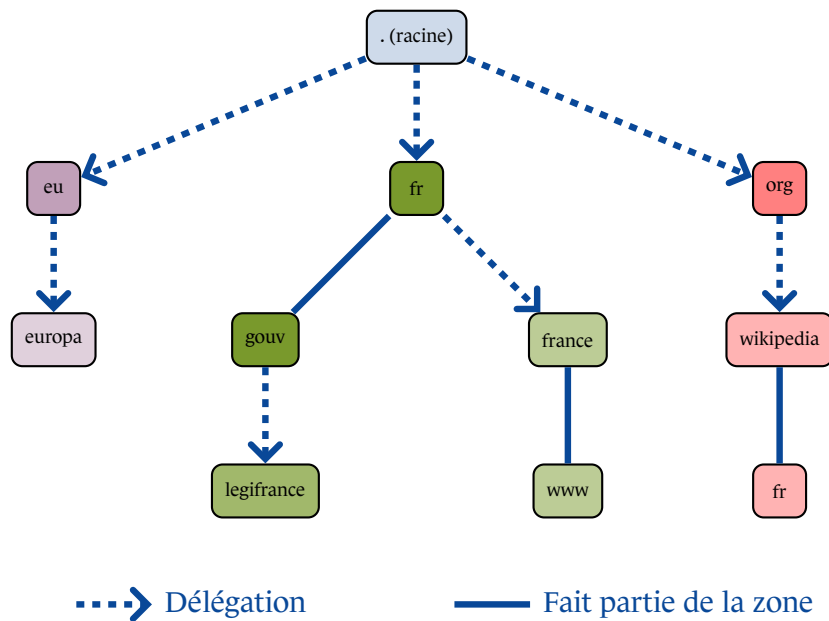 . (racine)
eu
fr
org
europa
gouv
france
wikipedia
legifrance
www
fr
Délégation
Fait partie de la zone